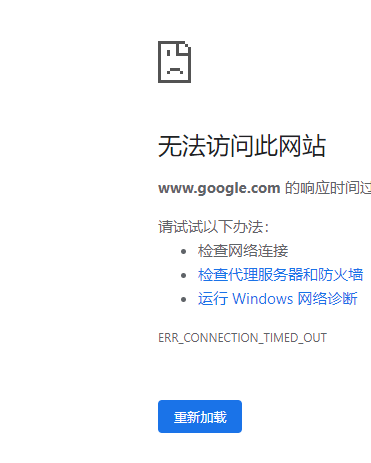 无法访问此网站
www.google.com 的响应时间过
请试试以下办法：
检查网络连接
检查代理服务器和防火墙
运行 Windows 网络诊断
ERR_CONNECTION_TIMED_OUT
重新加载